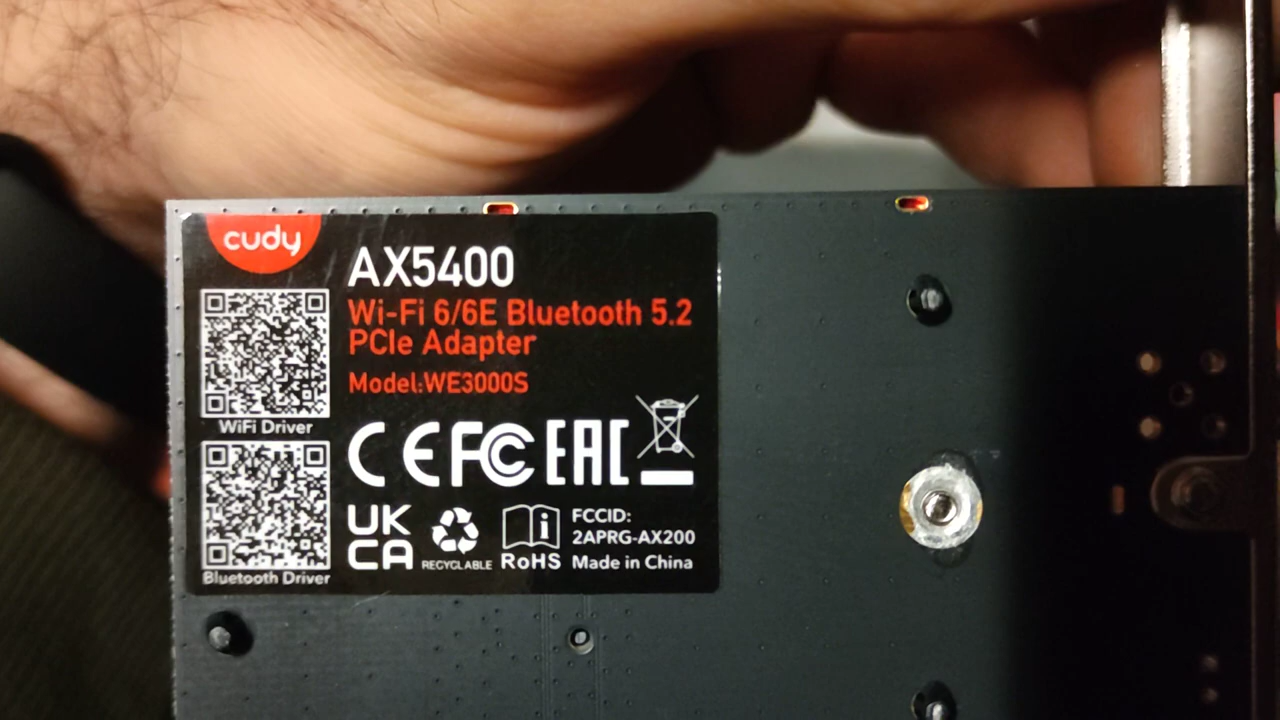 cudy
AX5400
Wi-Fi 6/6E Bluetooth 5.2
PCIe Adapter
Model:WE3000S
WiFi Driver
CE FC EAC
Bluetooth Driver
UK
CA
RECYCLABLE
RoHS
FCCID:
2APRG-AX200
Made in China